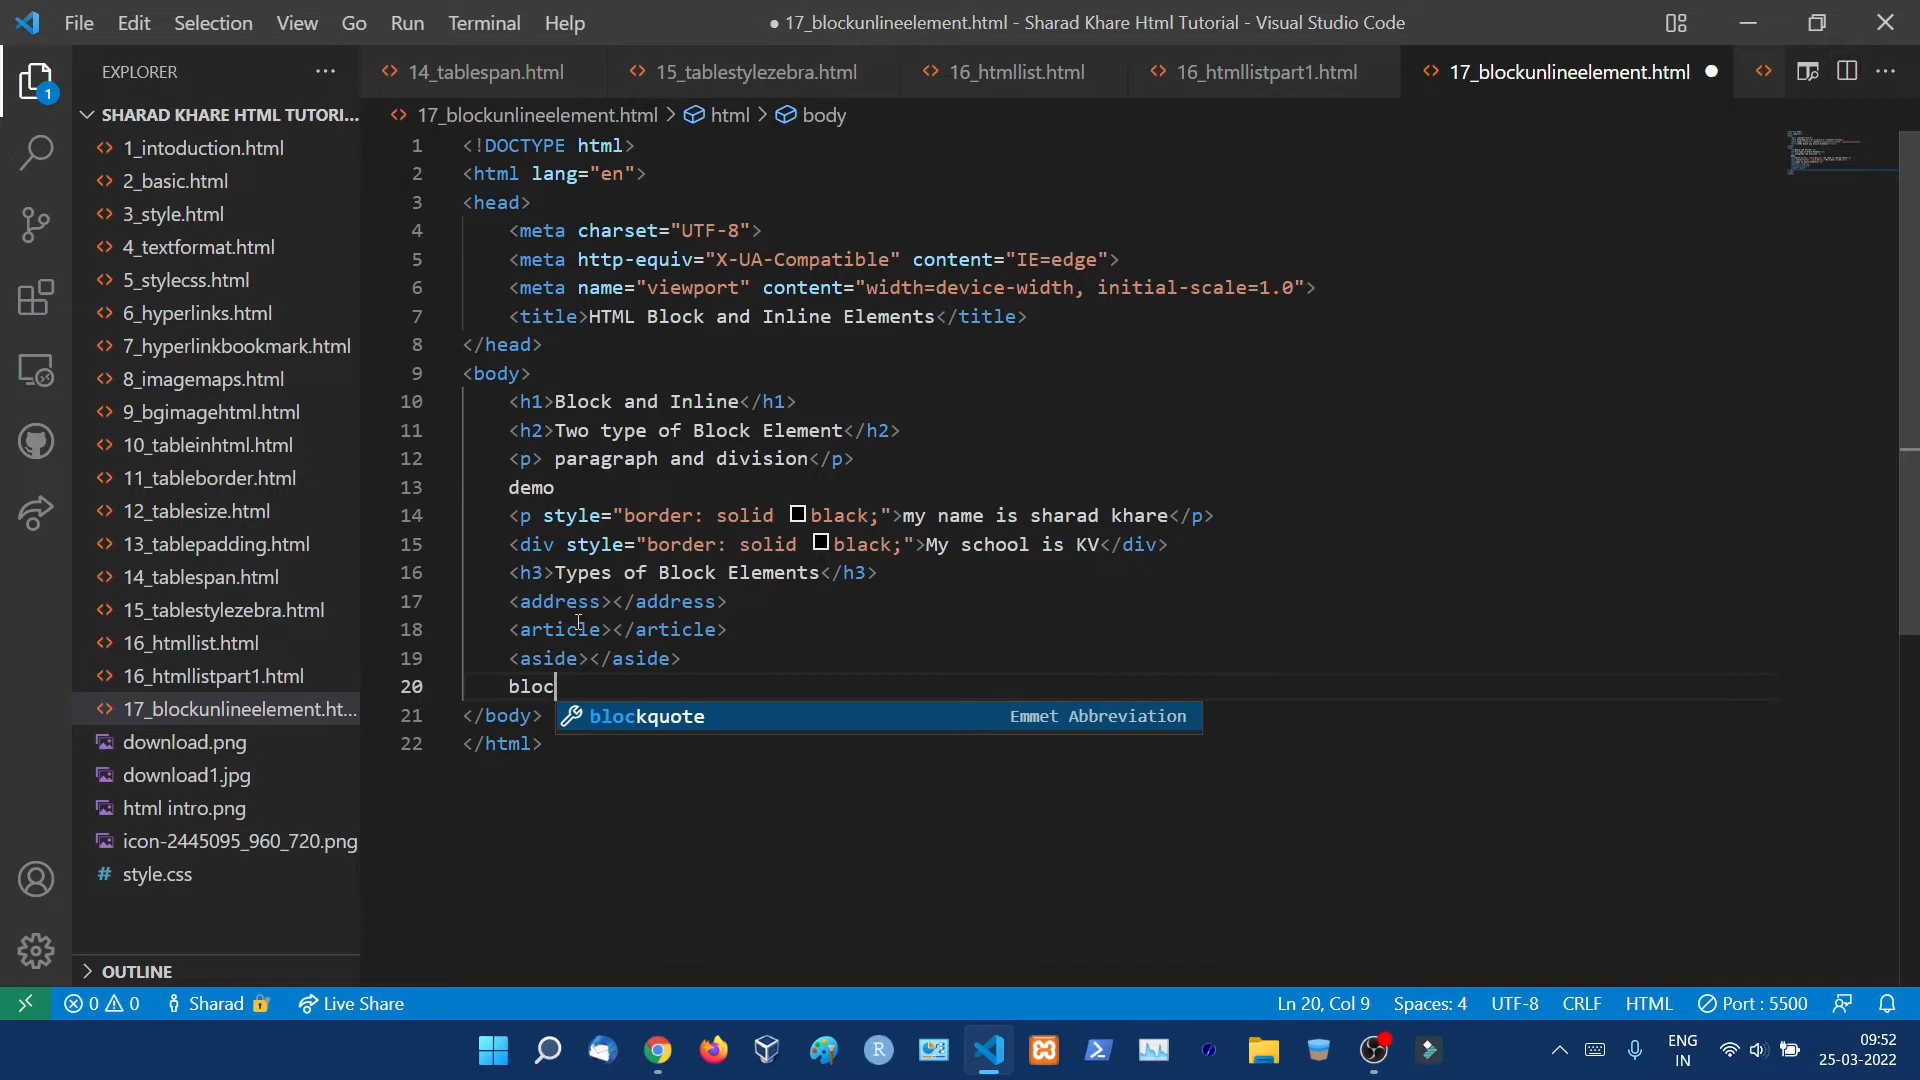 File Edit Selection View Go Run Terminal Help
● 17_blockunlineelement.html - Sharad Khare Html Tutorial - Visual Studio Code
EXPLORER
14_tablespan.html 15_tablestylezebra.html 16_htmllist.html 16_htmllistpart1.html 17_blockunlineelement.html
SHARAD KHARE HTML TUTORI...
1_intoduction.html
2_basic.html
3_style.html
4_textformat.html
5_stylecss.html
6_hyperlinks.html
7_hyperlinkbookmark.html
8_imagemaps.html
9_bgimagehtml.html
10_tableinhtml.html
11_tableborder.html
12_tablesize.html
13_tablepadding.html
14_tablespan.html
15_tablestylezebra.html
16_htmllist.html
16_htmllistpart1.html
17_blockunlineelement.ht...
download.png
download1.jpg
html intro.png
icon-2445095_960_720.png
# style.css
OUTLINE
17_blockunlineelement.html > html > body
1 <!DOCTYPE html>
2 <html lang="en">
3 <head>
4 <meta charset="UTF-8">
5 <meta http-equiv="X-UA-Compatible" content="IE=edge">
6 <meta name="viewport" content="width=device-width, initial-scale=1.0">
7 <title>HTML Block and Inline Elements</title>
8 </head>
9 <body>
10 <h1>Block and Inline</h1>
11 <h2>Two type of Block Element</h2>
12 <p> paragraph and division</p>
13 demo
14 <p style="border: solid black;">my name is sharad khare</p>
15 <div style="border: solid black;">My school is KV</div>
16 <h3>Types of Block Elements</h3>
17 <address></address>
18 <article></article>
19 <aside></aside>
20 bloc
21 </body>
blockquote Emmet Abbreviation
22 </html>
0 0 Sharad Live Share Ln 20, Col 9 Spaces: 4 UTF-8 CRLF HTML Port : 5500
1
R
ENG
IN
09:52
25-03-2022